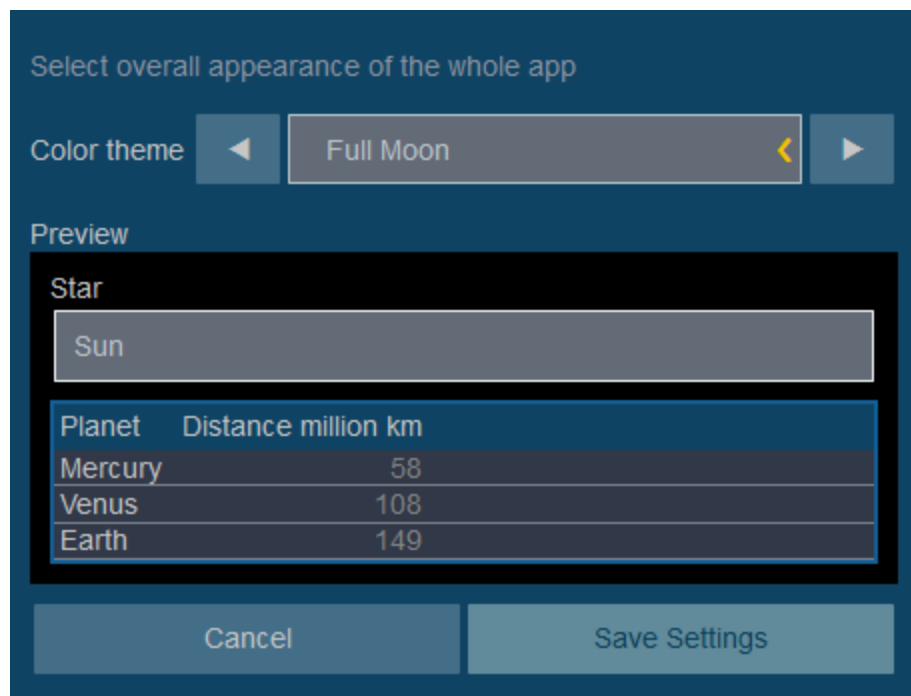 Select overall appearance of the whole app
Color theme ◀ Full Moon ❮ ▶
Preview
Star
Sun
Planet Distance million km
Mercury 58
Venus 108
Earth 149
Cancel Save Settings